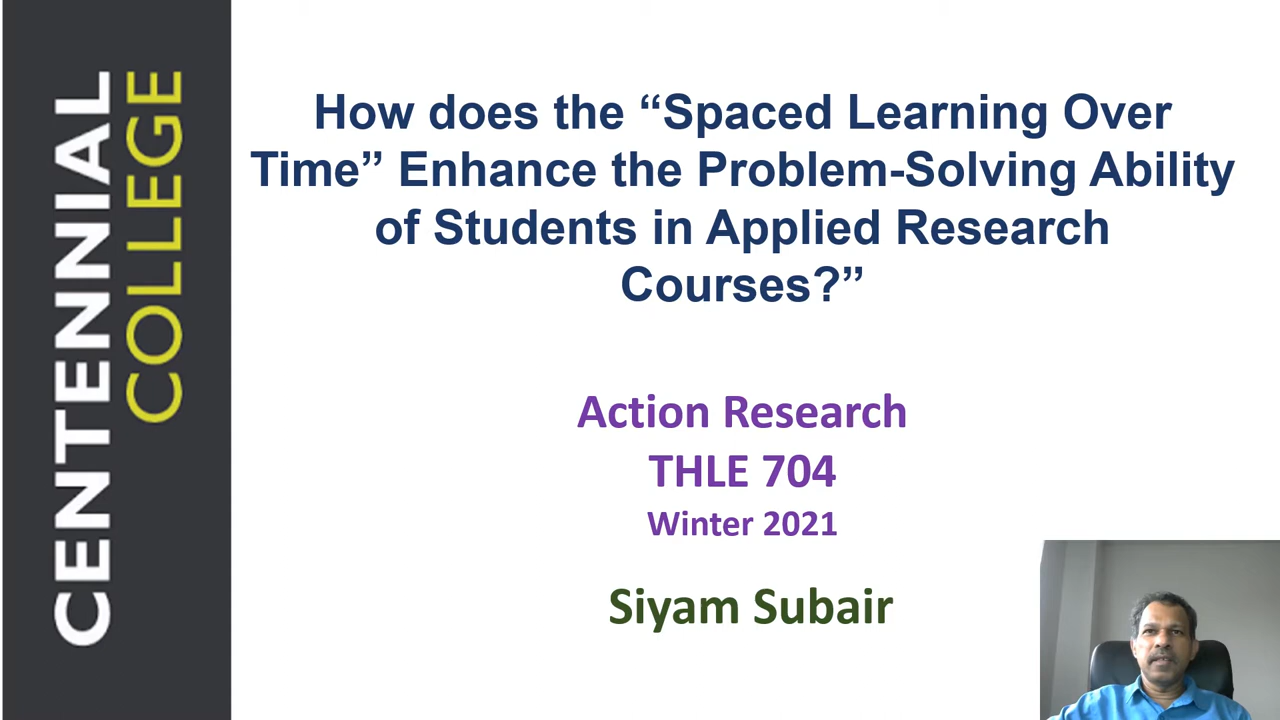 CENTENNIAL
COLLEGE
How does the “Spaced Learning Over
Time” Enhance the Problem-Solving Ability
of Students in Applied Research
Courses?”
Action Research
THLE 704
Winter 2021
Siyam Subair